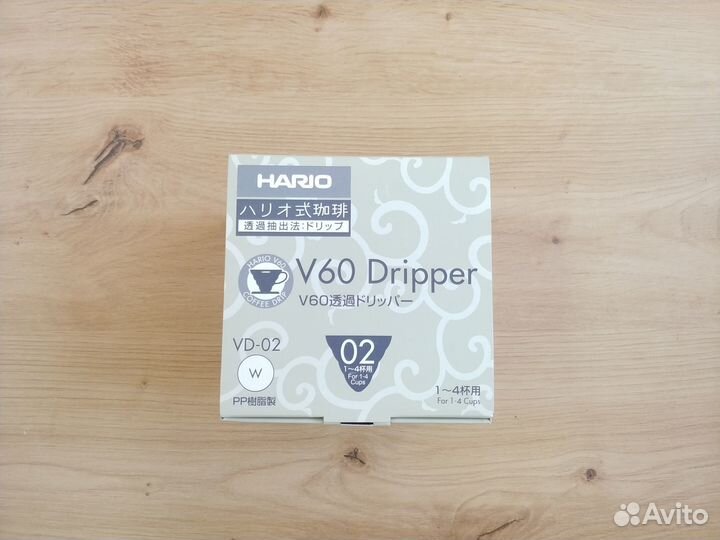 HARIO
ハリオ式珈琲
透過抽出法:ドリップ
HARIO V60
COFFEE DRIP
V60 Dripper
V60透過ドリッパー
VD-02
W
PP樹脂製
02
1〜4杯用
For 1-4
Cups
1〜4杯用
For 1-4 Cups
Avito